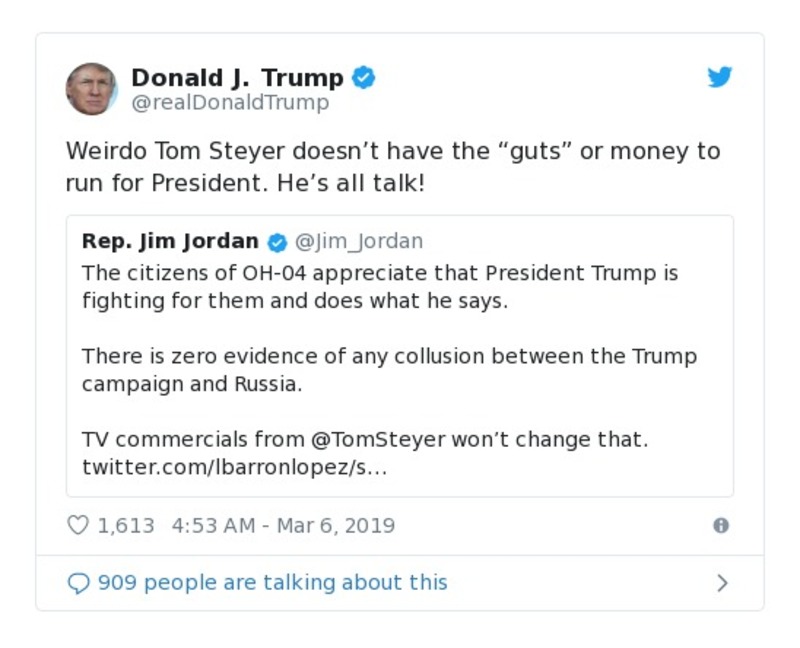 Donald J. Trump
@realDonaldTrump
Weirdo Tom Steyer doesn’t have the “guts” or money to
run for President. He’s all talk!
Rep. Jim Jordan @Jim_Jordan
The citizens of OH-04 appreciate that President Trump is
fighting for them and does what he says.
There is zero evidence of any collusion between the Trump
campaign and Russia.
TV commercials from @TomSteyer won’t change that.
twitter.com/lbarronlopez/s…
1,613 4:53 AM - Mar 6, 2019
909 people are talking about this